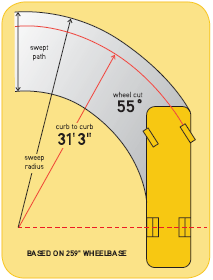 swept
path
wheel cut
55°
curb to curb
31' 3"
sweep
radius
BASED ON 259" WHEELBASE